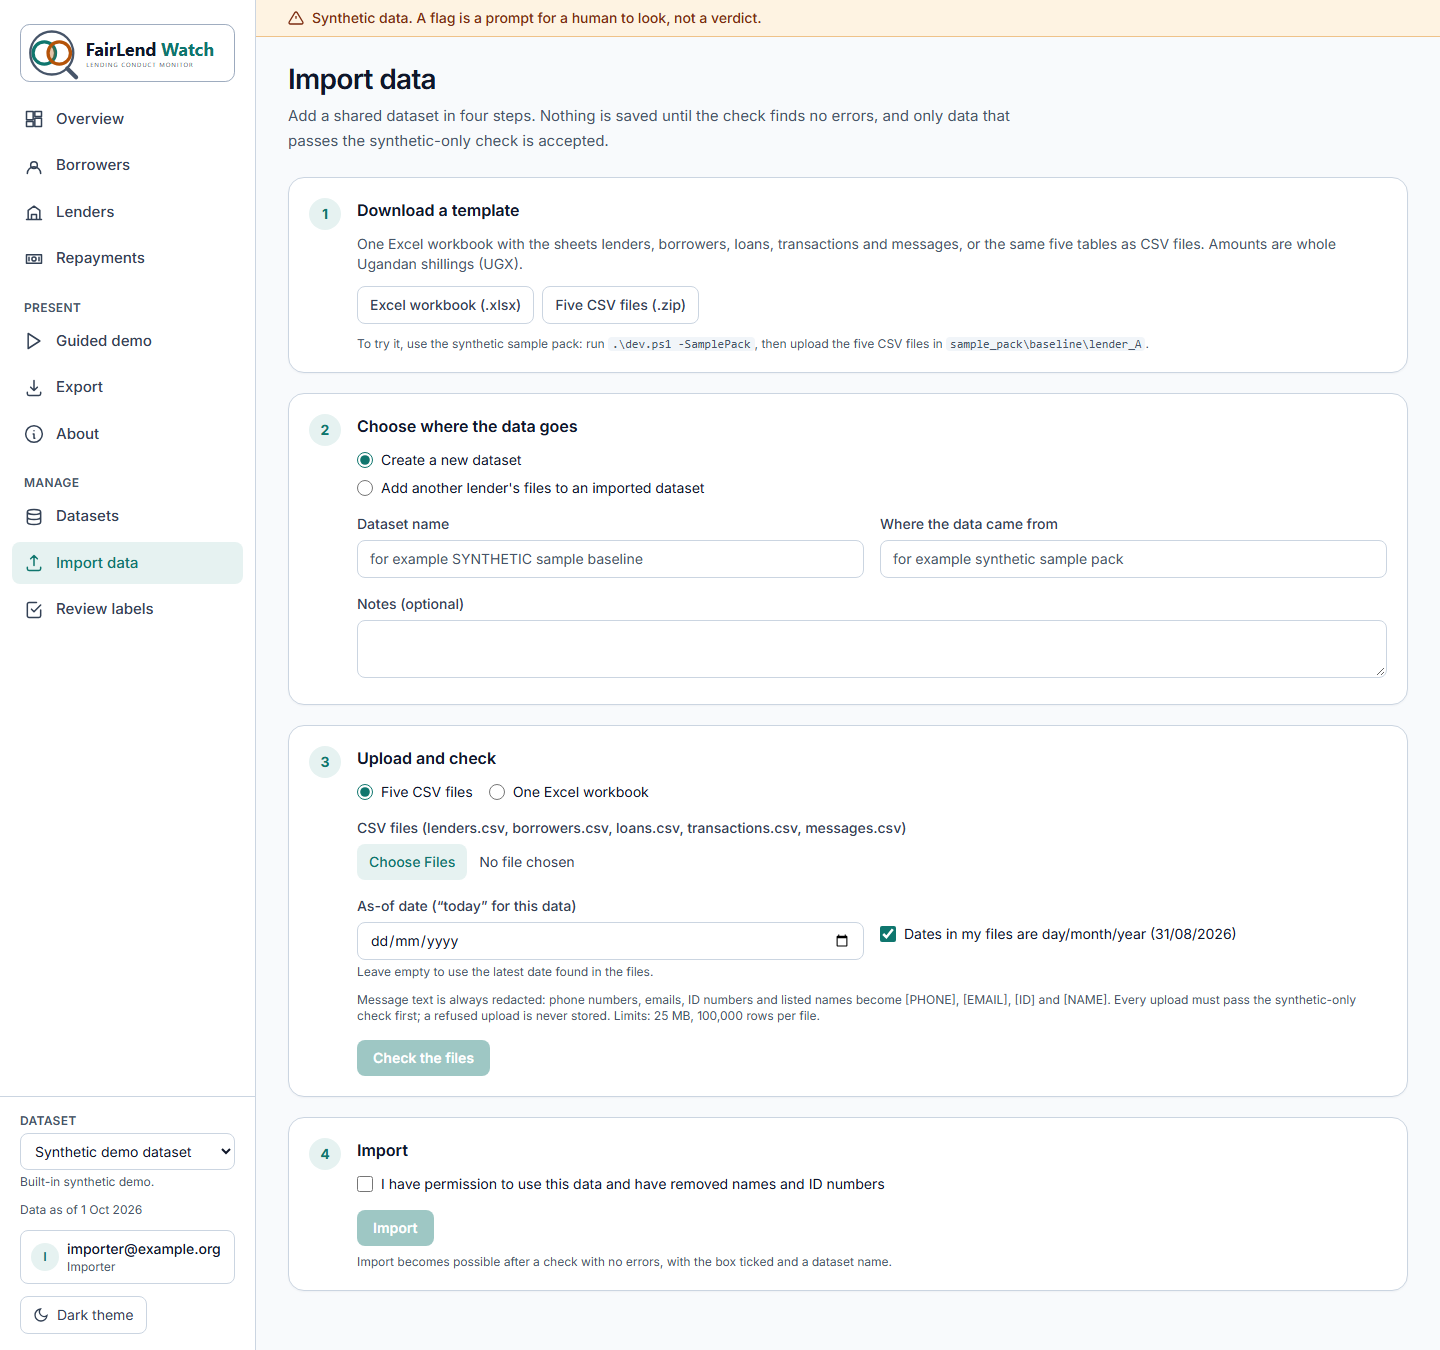 FairLend Watch
LENDING CONDUCT MONITOR
Overview
Borrowers
Lenders
Repayments
PRESENT
Guided demo
Export
About
MANAGE
Datasets
Import data
Review labels
DATASET
Synthetic demo dataset
Built-in synthetic demo.
Data as of 1 Oct 2026
I
importer@example.org
Importer
Dark theme
Synthetic data. A flag is a prompt for a human to look, not a verdict.
Import data
Add a shared dataset in four steps. Nothing is saved until the check finds no errors, and only data that
passes the synthetic-only check is accepted.
1
Download a template
One Excel workbook with the sheets lenders, borrowers, loans, transactions and messages, or the same five tables as CSV files. Amounts are whole
Ugandan shillings (UGX).
Excel workbook (.xlsx)
Five CSV files (.zip)
To try it, use the synthetic sample pack: run .\dev.ps1 -SamplePack, then upload the five CSV files in sample_pack\baseline\lender_A.
2
Choose where the data goes
Create a new dataset
Add another lender's files to an imported dataset
Dataset name
for example SYNTHETIC sample baseline
Where the data came from
for example synthetic sample pack
Notes (optional)
3
Upload and check
Five CSV files
One Excel workbook
CSV files (lenders.csv, borrowers.csv, loans.csv, transactions.csv, messages.csv)
Choose Files
No file chosen
As-of date (“today” for this data)
dd/mm/yyyy
Dates in my files are day/month/year (31/08/2026)
Leave empty to use the latest date found in the files.
Message text is always redacted: phone numbers, emails, ID numbers and listed names become [PHONE], [EMAIL], [ID] and [NAME]. Every upload must pass the synthetic-only
check first; a refused upload is never stored. Limits: 25 MB, 100,000 rows per file.
Check the files
4
Import
I have permission to use this data and have removed names and ID numbers
Import
Import becomes possible after a check with no errors, with the box ticked and a dataset name.